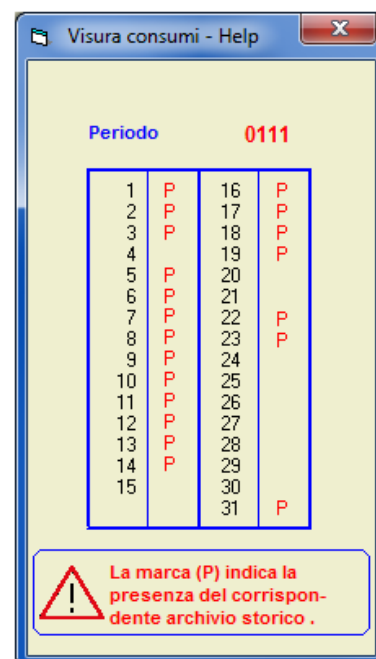 Visura consumi - Help
Periodo 0111
1 P 16 P
2 P 17 P
3 P 18 P
4 19 P
5 P 20
6 P 21
7 P 22 P
8 P 23 P
9 P 24
10 P 25
11 P 26
12 P 27
13 P 28
14 P 29
15 30
31 P
La marca (P) indica la
presenza del corrispon-
dente archivio storico .